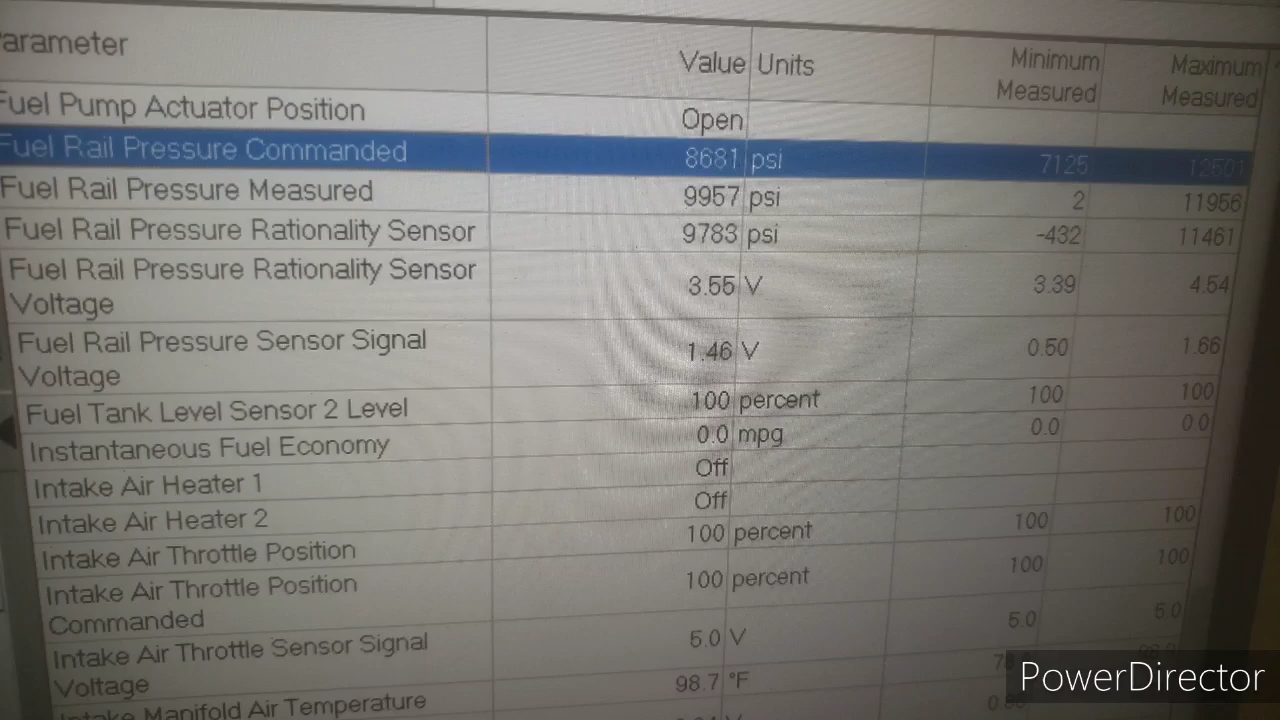 arameter Value Units Minimum Measured Maximum Measured
Fuel Pump Actuator Position Open
Fuel Rail Pressure Commanded 8681 psi 7125 12501
Fuel Rail Pressure Measured 9957 psi 2 11956
Fuel Rail Pressure Rationality Sensor 9783 psi -432 11461
Fuel Rail Pressure Rationality Sensor Voltage 3.55 V 3.39 4.54
Fuel Rail Pressure Sensor Signal Voltage 1.46 V 0.50 1.66
Fuel Tank Level Sensor 2 Level 100 percent 100 100
Instantaneous Fuel Economy 0.0 mpg 0.0 0.0
Intake Air Heater 1 Off
Intake Air Heater 2 Off
Intake Air Throttle Position 100 percent 100 100
Intake Air Throttle Position Commanded 100 percent 100 100
Intake Air Throttle Sensor Signal Voltage 5.0 V 5.0 5.0
Intake Manifold Air Temperature 98.7 °F
PowerDirector